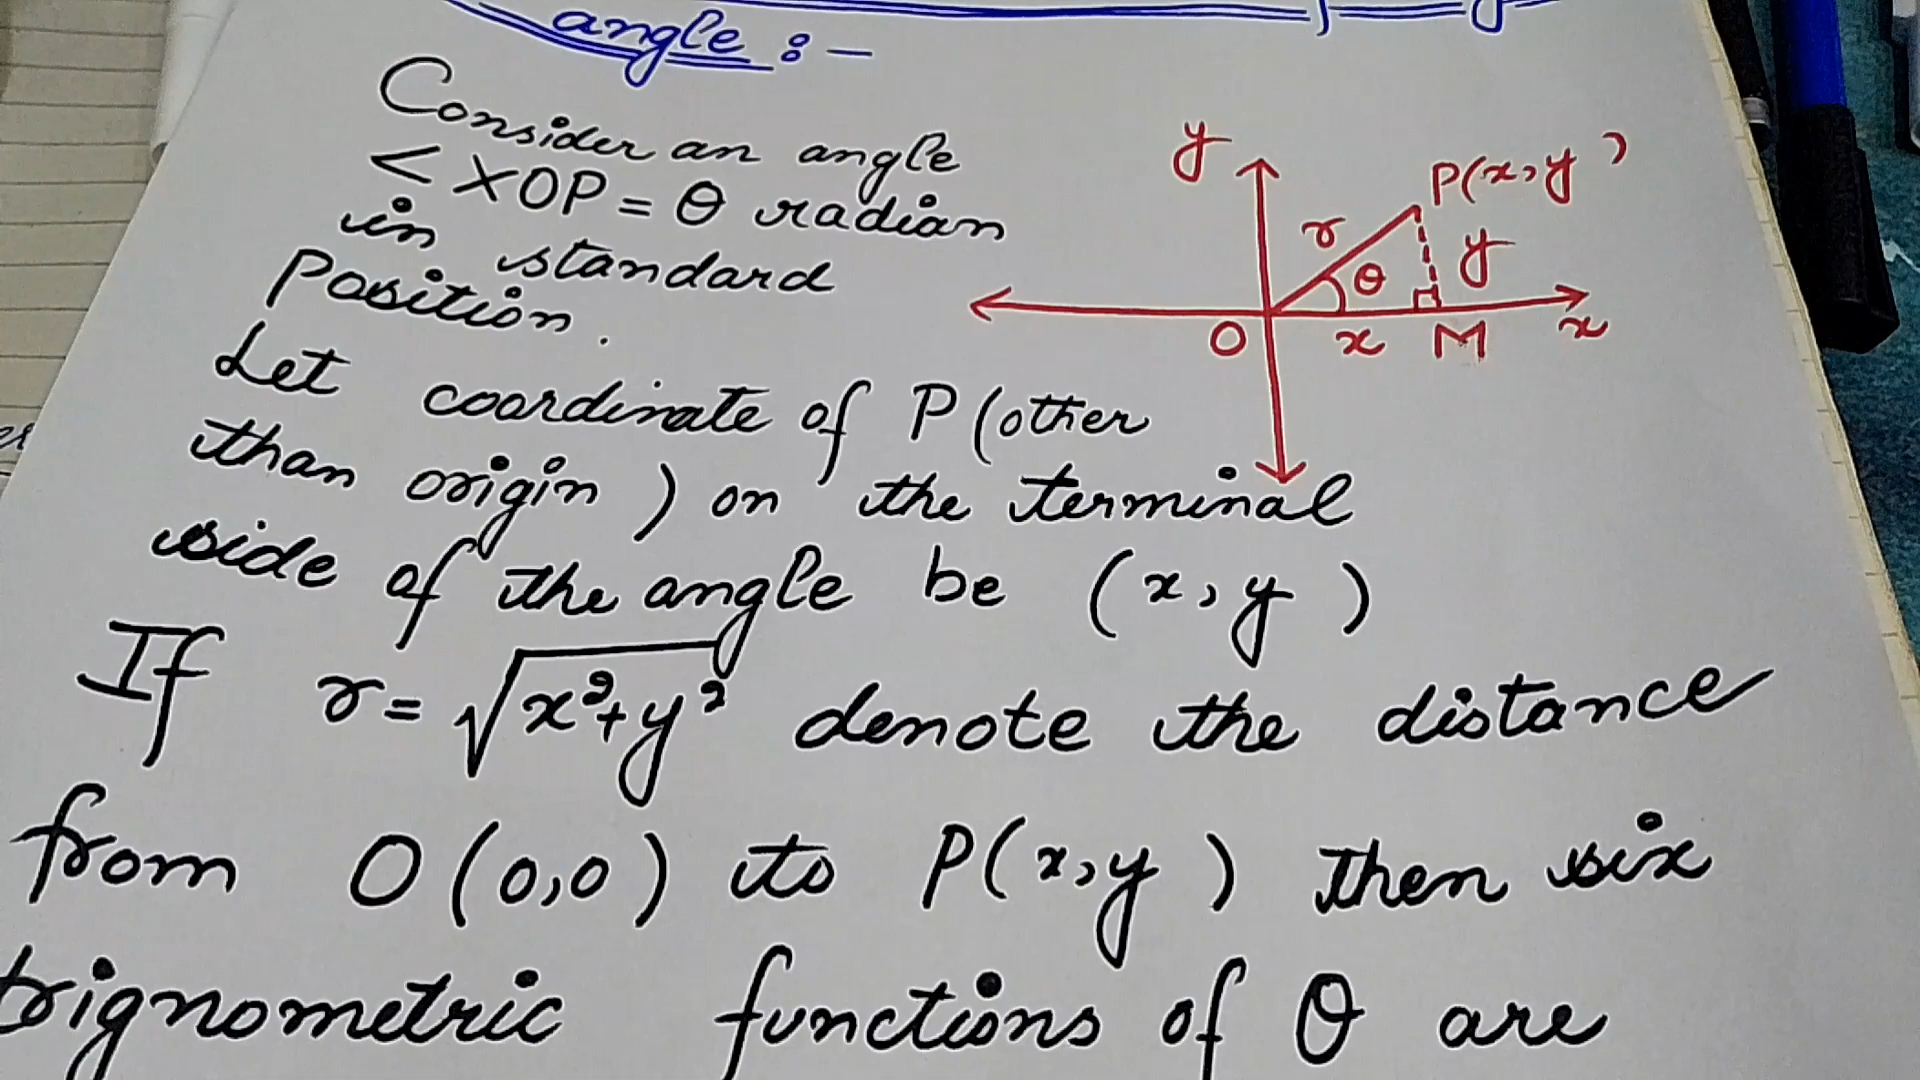 angle :-
Consider an angle
< XOP = θ radian
in standard
Position.
y
P(x,y)
r
θ
y
O
x
M
x
Let coordinate of P (other
than origin) on the terminal
side of the angle be (x,y)
If r = √x²+y² denote the distance
from O(0,0) to P(x,y) then six
trignometric functions of θ are